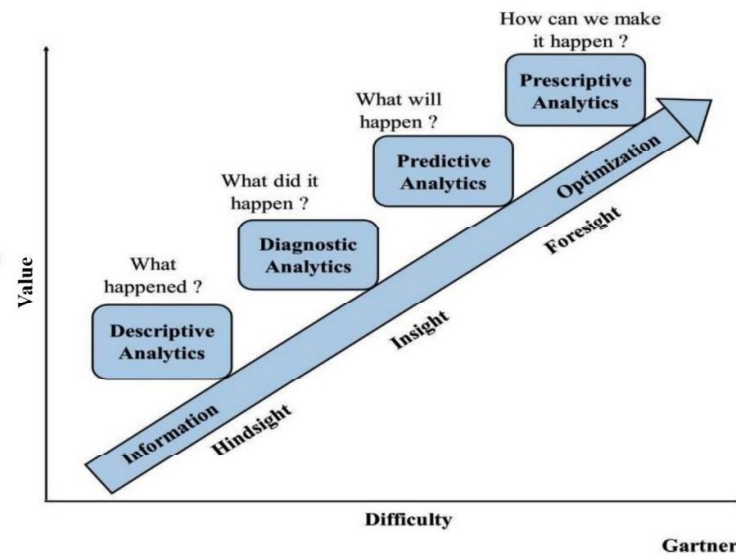 How can we make
it happen ?
Prescriptive
Analytics
What will
happen ?
Predictive
Analytics
Optimization
What did it
happen ?
Foresight
Diagnostic
Analytics
Value
What
happened ?
Insight
Descriptive
Analytics
Information
Hindsight
Difficulty
Gartner